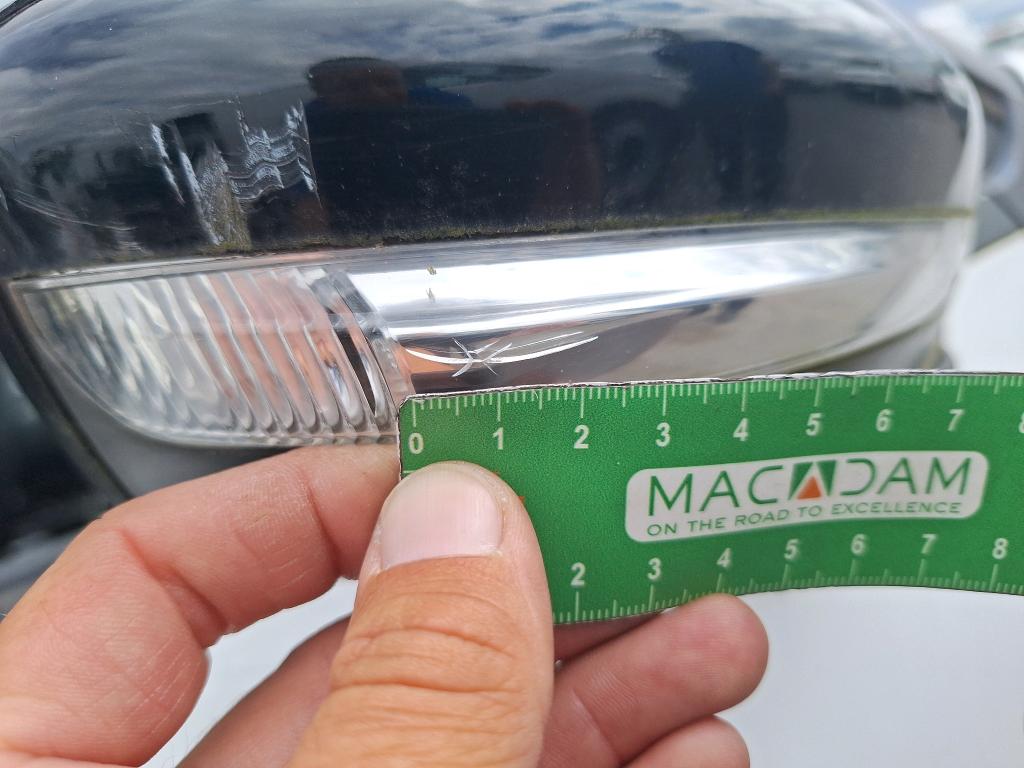 0 1 2 3 4 5 6 7 8
MACADAM
ON THE ROAD TO EXCELLENCE
2 3 4 5 6 7 8